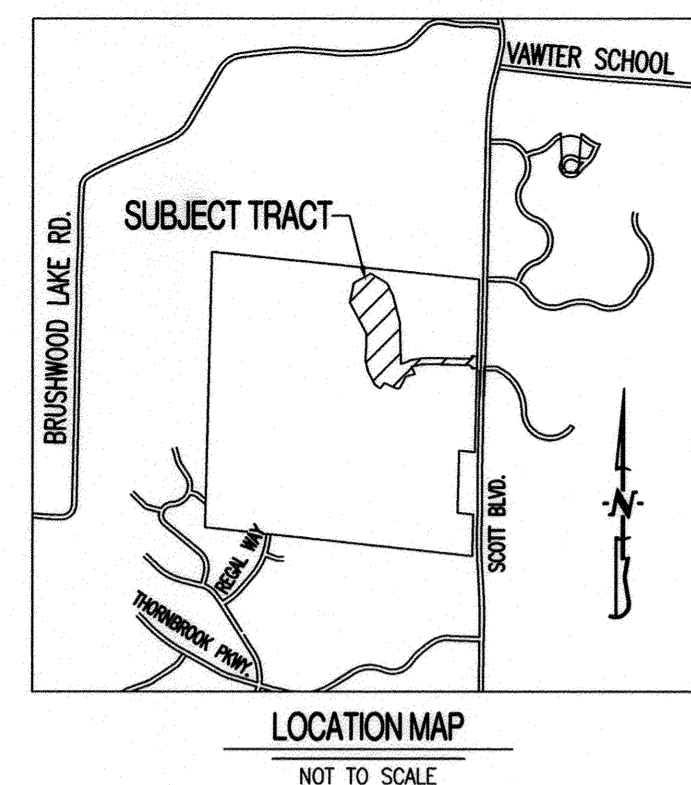 VAWTER SCHOOL
SUBJECT TRACT
BRUSHWOOD LAKE RD.
N
SCOTT BLVD.
REGAL WAY
THORNBROOK PKWY.
LOCATION MAP
NOT TO SCALE